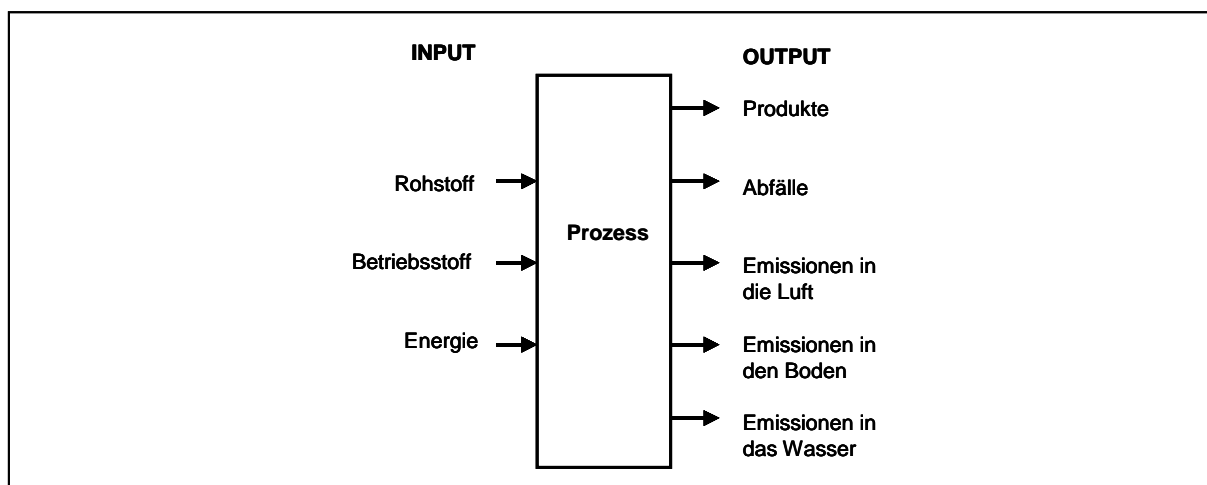 INPUT
OUTPUT
Produkte
Rohstoff
Abfälle
Prozess
Betriebsstoff
Emissionen in
die Luft
Energie
Emissionen in
den Boden
Emissionen in
das Wasser